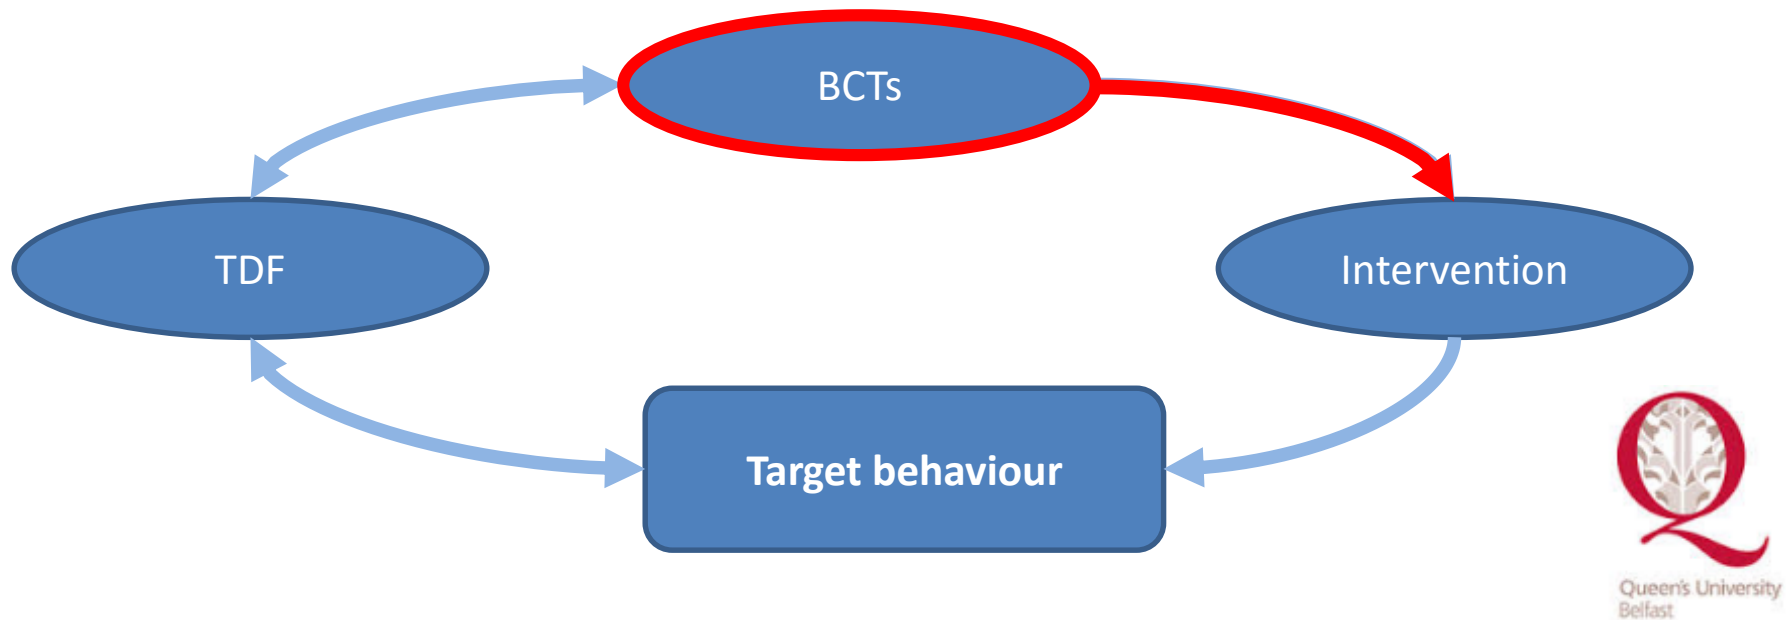 BCTs
TDF
Intervention
Target behaviour
Queen's University
Belfast